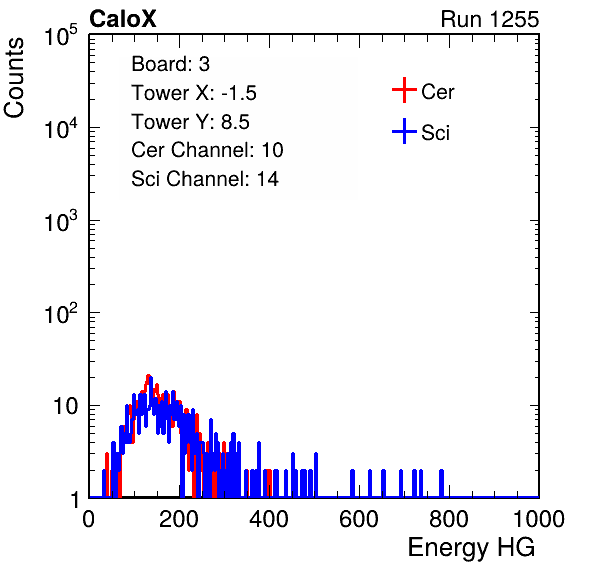 CaloX Run 1255
Counts
Board: 3
Tower X: -1.5
Tower Y: 8.5
Cer Channel: 10
Sci Channel: 14
Cer
Sci
10^5
10^4
10^3
10^2
10
1
0 200 400 600 800 1000
Energy HG